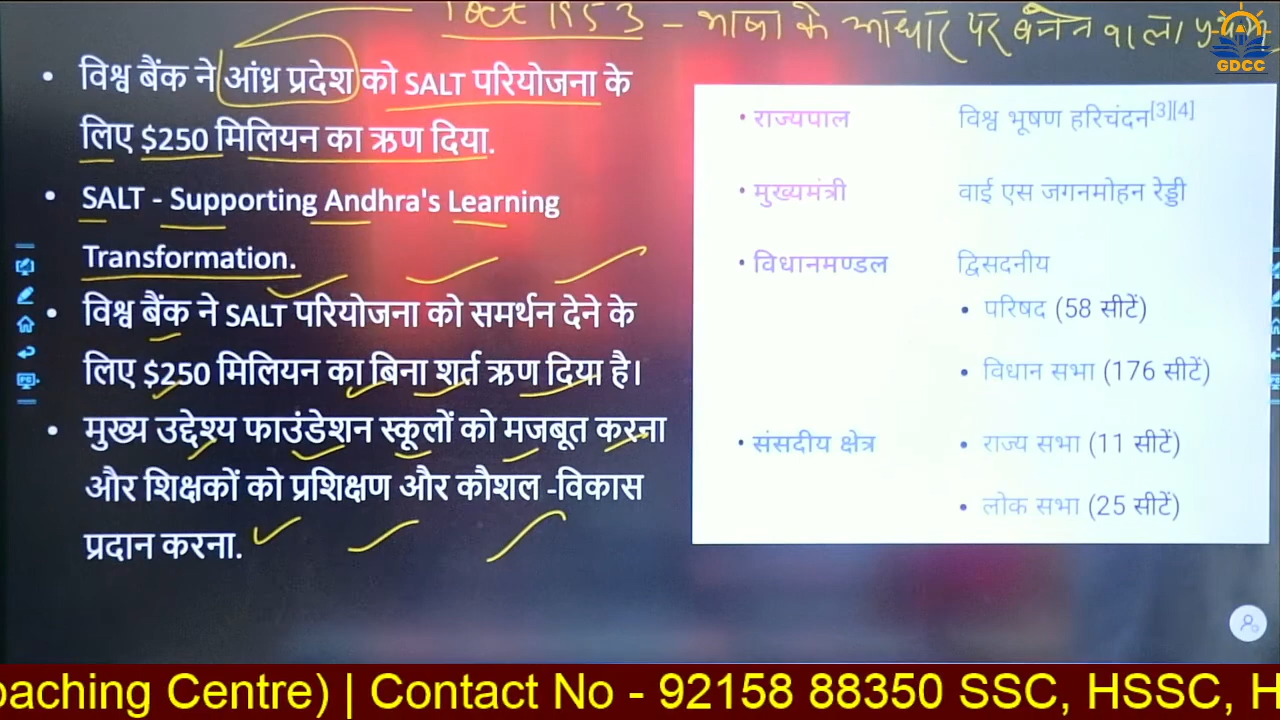 1 oct 1953 - भाषा के आधार पर बनने वाला प्रथम
GDCC
• विश्व बैंक ने आंध्र प्रदेश को SALT परियोजना के
लिए $250 मिलियन का ऋण दिया.
• SALT - Supporting Andhra's Learning
Transformation.
• विश्व बैंक ने SALT परियोजना को समर्थन देने के
लिए $250 मिलियन का बिना शर्त ऋण दिया है।
• मुख्य उद्देश्य फाउंडेशन स्कूलों को मजबूत करना
और शिक्षकों को प्रशिक्षण और कौशल -विकास
प्रदान करना.
• राज्यपाल विश्व भूषण हरिचंदन[3][4]
• मुख्यमंत्री वाई एस जगनमोहन रेड्डी
• विधानमण्डल द्विसदनीय
• परिषद (58 सीटें)
• विधान सभा (176 सीटें)
• संसदीय क्षेत्र • राज्य सभा (11 सीटें)
• लोक सभा (25 सीटें)
oaching Centre) | Contact No - 92158 88350 SSC, HSSC, H